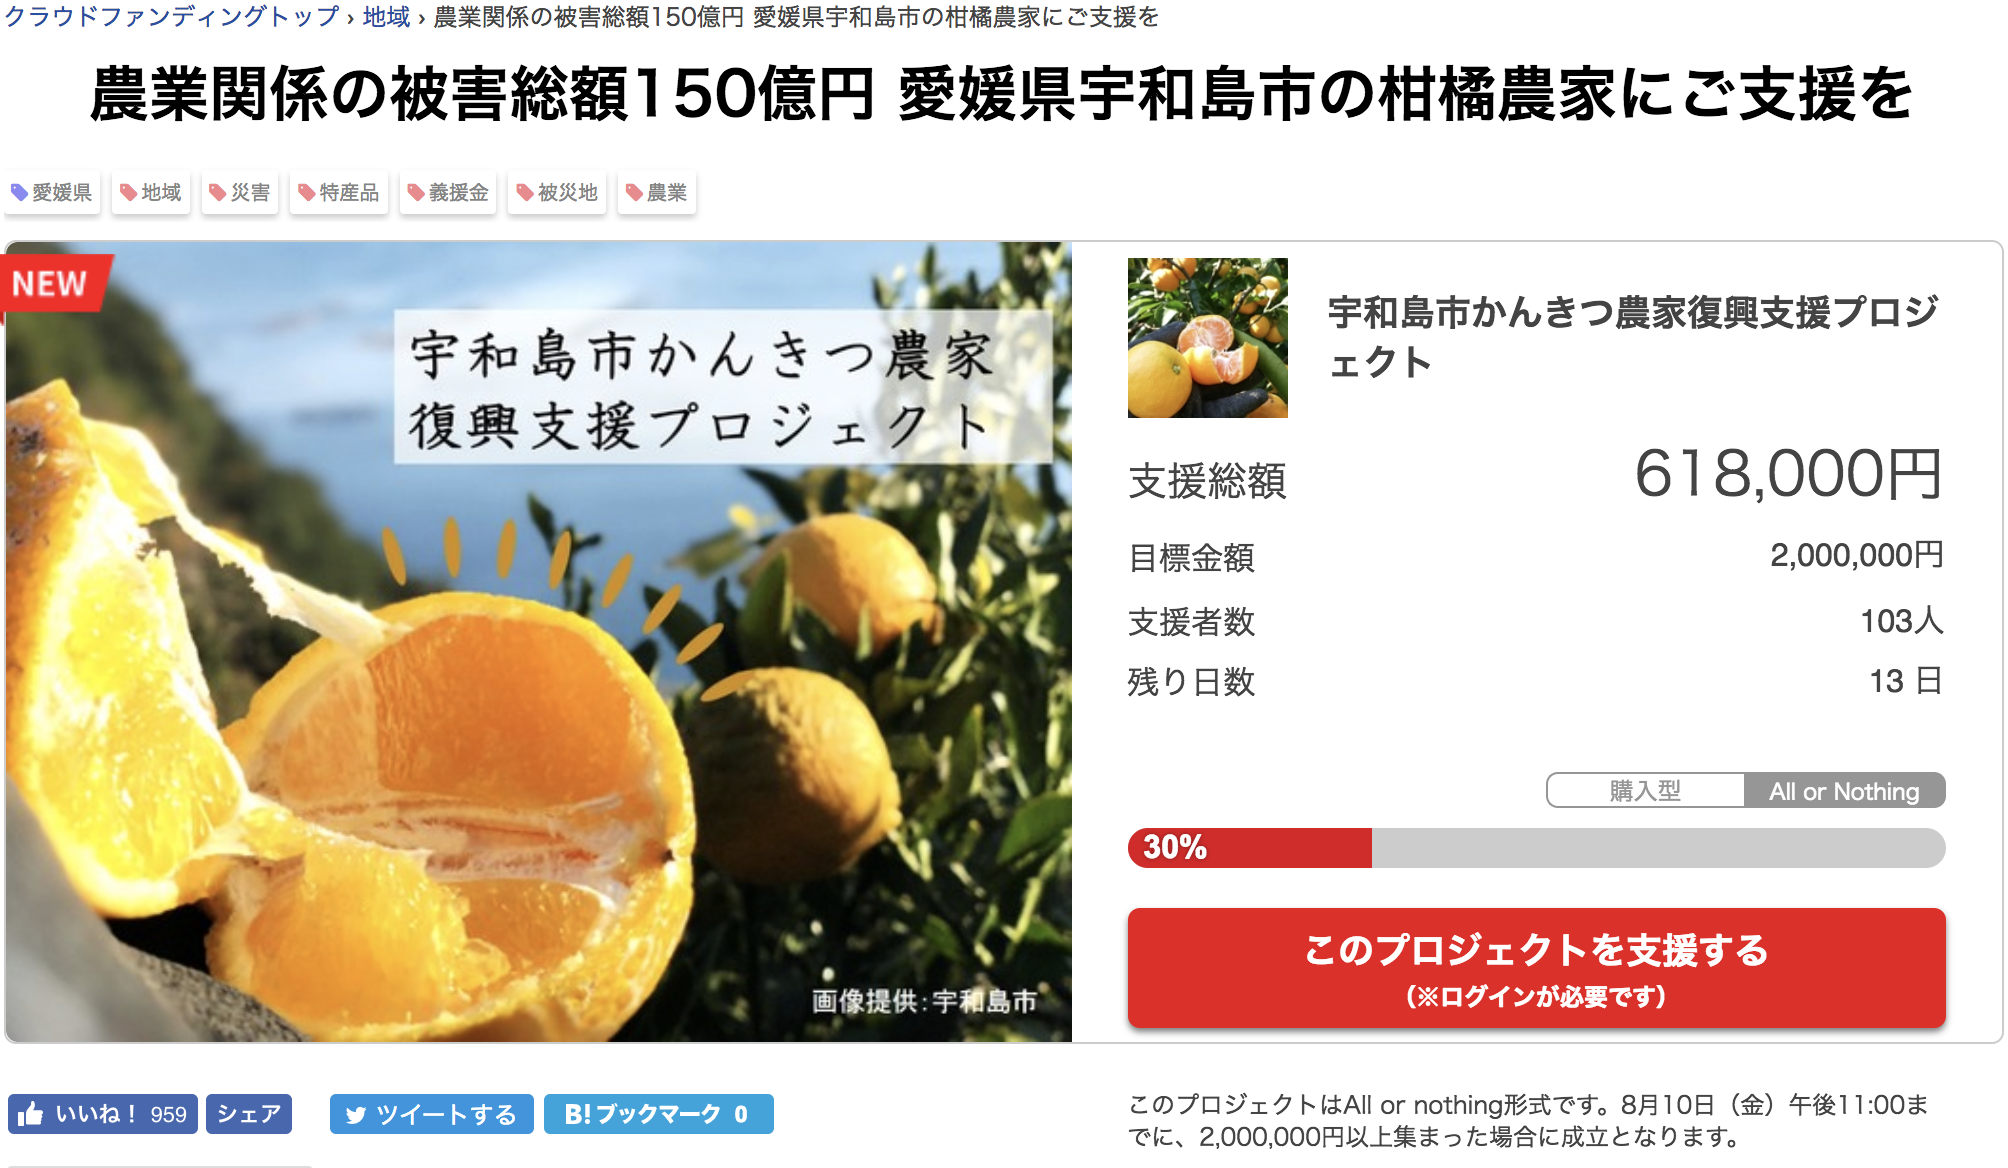 クラウドファンディングトップ › 地域 › 農業関係の被害総額150億円 愛媛県宇和島市の柑橘農家にご支援を
農業関係の被害総額150億円 愛媛県宇和島市の柑橘農家にご支援を
愛媛県 地域 災害 特産品 義援金 被災地 農業
NEW
宇和島市かんきつ農家
復興支援プロジェクト
画像提供:宇和島市
宇和島市かんきつ農家復興支援プロジ
ェクト
支援総額 618,000円
目標金額 2,000,000円
支援者数 103人
残り日数 13 日
購入型 All or Nothing
30%
このプロジェクトを支援する
(※ログインが必要です)
いいね! 959 シェア ツイートする B!ブックマーク 0
このプロジェクトはAll or nothing形式です。8月10日（金）午後11:00ま
でに、2,000,000円以上集まった場合に成立となります。